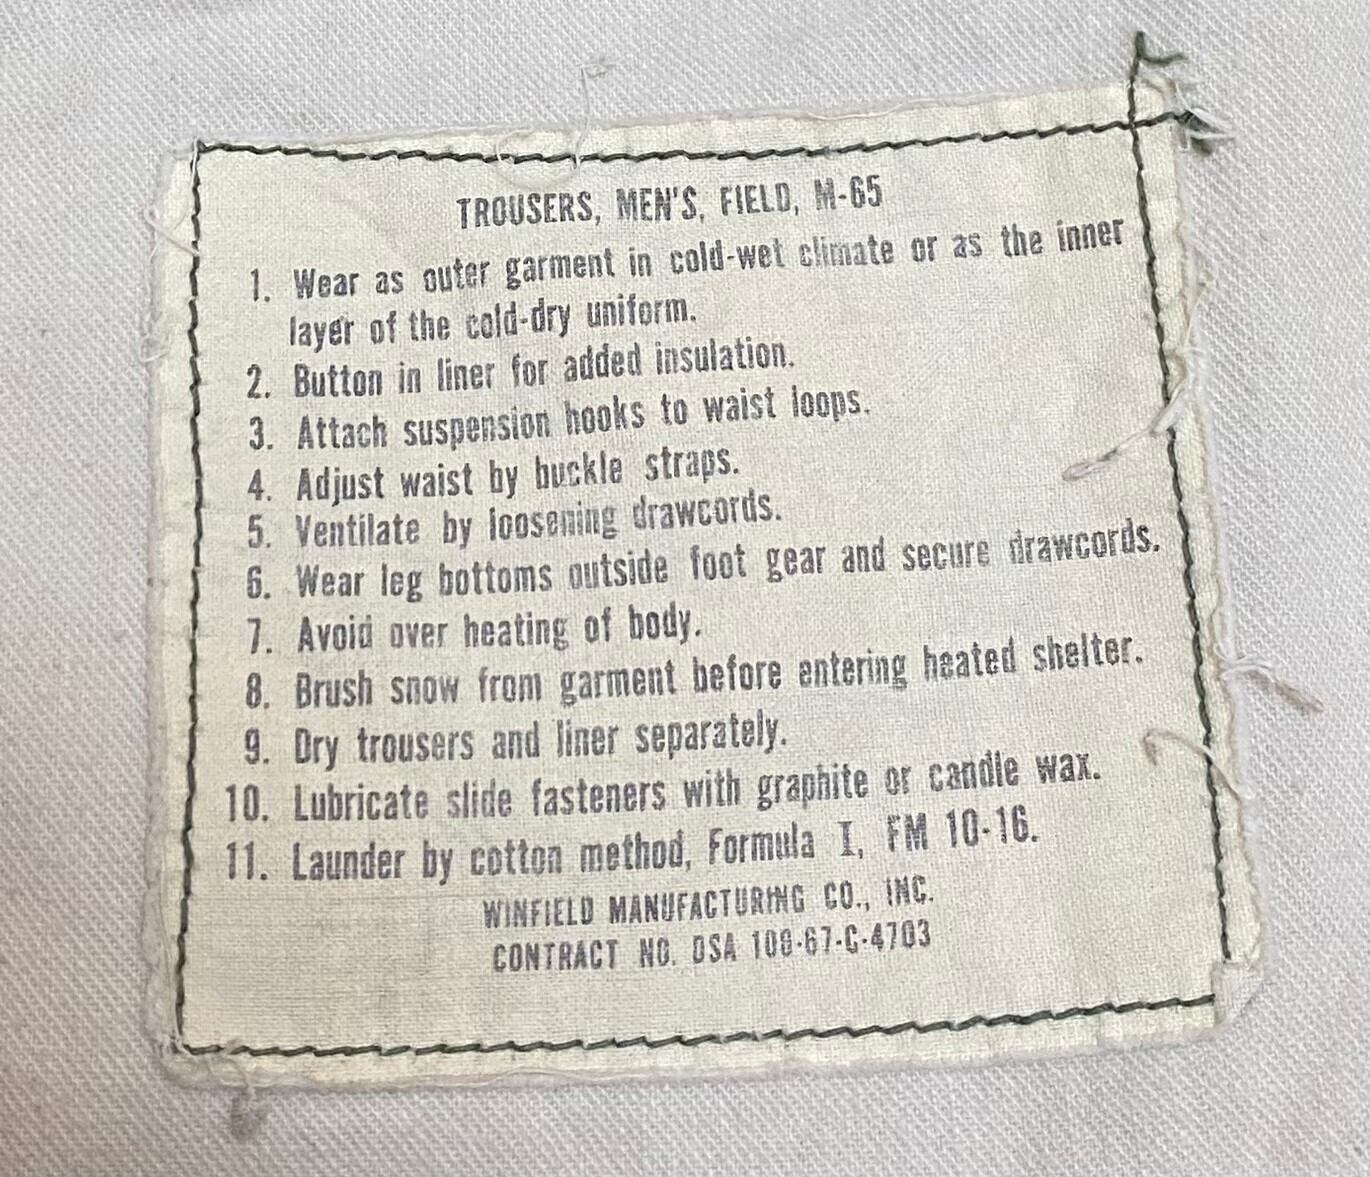 TROUSERS, MEN'S, FIELD, M-65
1. Wear as outer garment in cold-wet climate or as the inner
layer of the cold-dry uniform.
2. Button in liner for added insulation.
3. Attach suspension hooks to waist loops.
4. Adjust waist by buckle straps.
5. Ventilate by loosening drawcords.
6. Wear leg bottoms outside foot gear and secure drawcords.
7. Avoid over heating of body.
8. Brush snow from garment before entering heated shelter.
9. Dry trousers and liner separately.
10. Lubricate slide fasteners with graphite or candle wax.
11. Launder by cotton method, Formula I, FM 10-16.
WINFIELD MANUFACTURING CO., INC.
CONTRACT NO. DSA 100-67-C-4703